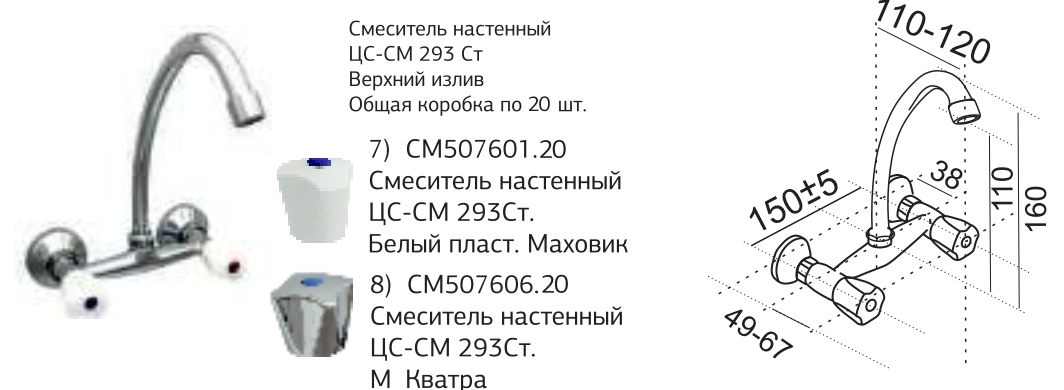 Смеситель настенный
ЦС-СМ 293 Ст
Верхний излив
Общая коробка по 20 шт.
7) СМ507601.20
Смеситель настенный
ЦС-СМ 293Ст.
Белый пласт. Маховик
8) СМ507606.20
Смеситель настенный
ЦС-СМ 293Ст.
М Кватра
110-120
38
150±5
110
160
49-67